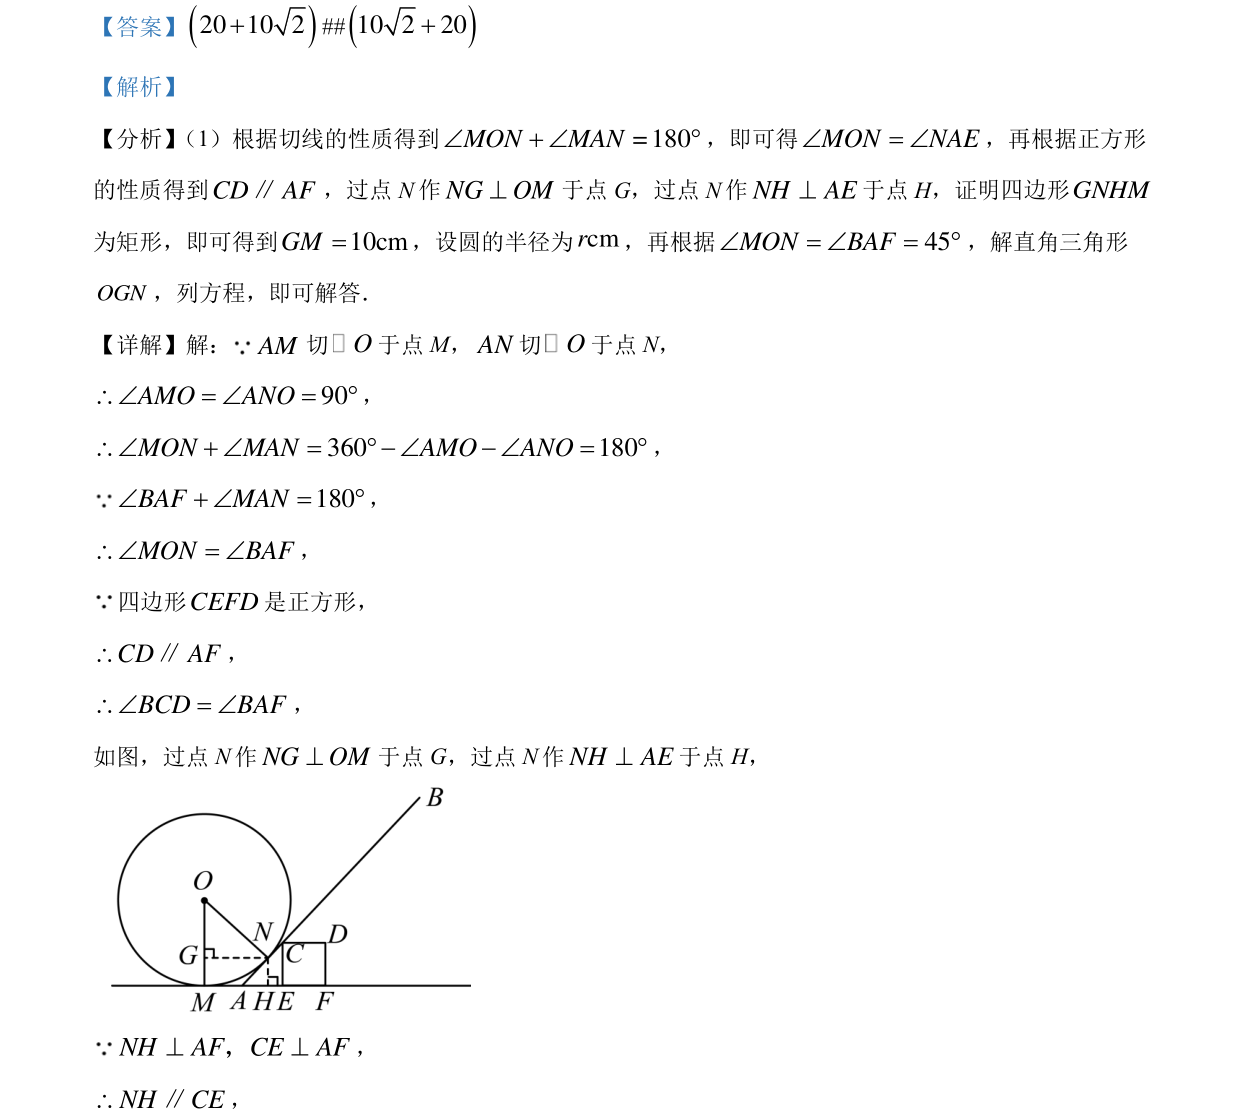 【答案】(20+10√2)##(10√2+20)
【解析】
【分析】（1）根据切线的性质得到∠MON+∠MAN=180°，即可得∠MON=∠NAE，再根据正方形
的性质得到CD∥AF，过点N作NG⊥OM于点G，过点N作NH⊥AE于点H，证明四边形GNHM
为矩形，即可得到GM=10cm，设圆的半径为rcm，再根据∠MON=∠BAF=45°，解直角三角形
OGN，列方程，即可解答．
【详解】解：∵AM切□O于点M，AN切□O于点N，
∴∠AMO=∠ANO=90°，
∴∠MON+∠MAN=360°−∠AMO−∠ANO=180°，
∵∠BAF+∠MAN=180°，
∴∠MON=∠BAF，
∵四边形CEFD是正方形，
∴CD∥AF，
∴∠BCD=∠BAF，
如图，过点N作NG⊥OM于点G，过点N作NH⊥AE于点H，
B
O
N D
G C
M A H E F
∵NH⊥AF，CE⊥AF，
∴NH∥CE，